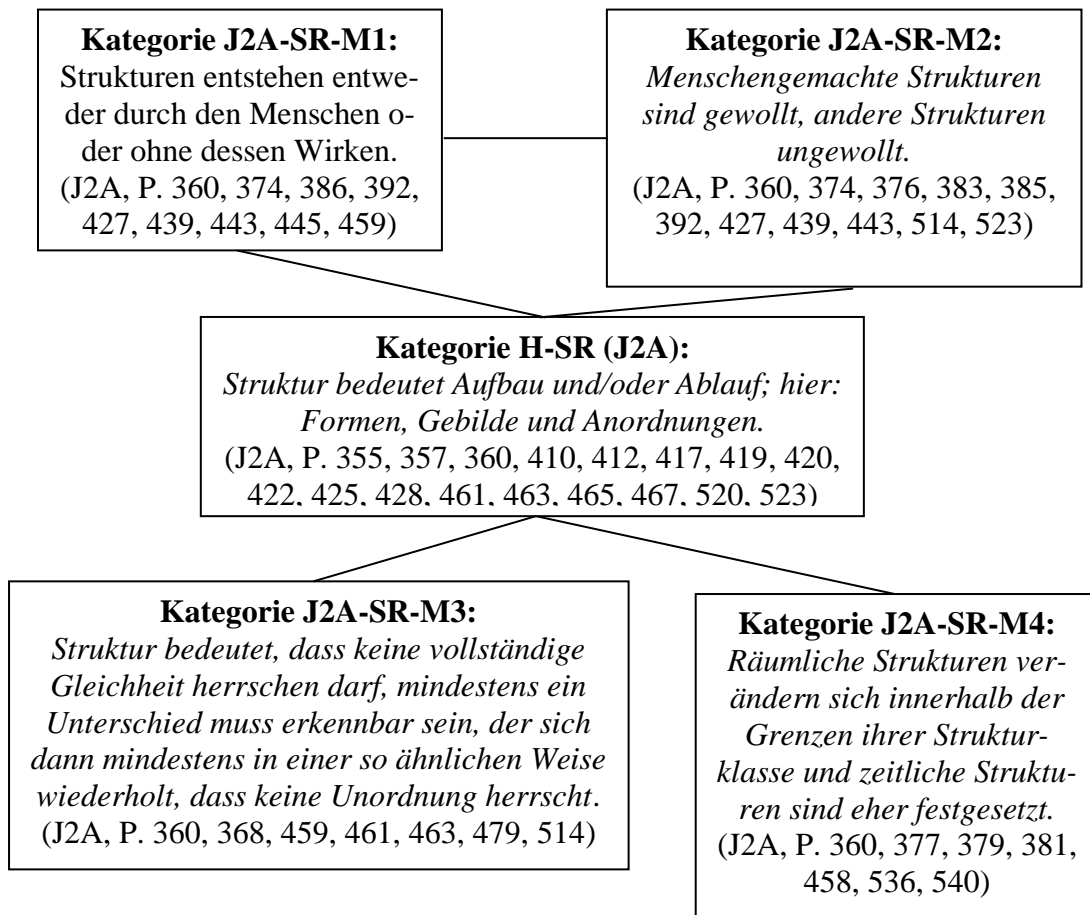 Kategorie J2A-SR-M1:
Strukturen entstehen entwe-
der durch den Menschen o-
der ohne dessen Wirken.
(J2A, P. 360, 374, 386, 392,
427, 439, 443, 445, 459)
Kategorie J2A-SR-M2:
Menschengemachte Strukturen
sind gewollt, andere Strukturen
ungewollt.
(J2A, P. 360, 374, 376, 383, 385,
392, 427, 439, 443, 514, 523)
Kategorie H-SR (J2A):
Struktur bedeutet Aufbau und/oder Ablauf; hier:
Formen, Gebilde und Anordnungen.
(J2A, P. 355, 357, 360, 410, 412, 417, 419, 420,
422, 425, 428, 461, 463, 465, 467, 520, 523)
Kategorie J2A-SR-M3:
Struktur bedeutet, dass keine vollständige
Gleichheit herrschen darf, mindestens ein
Unterschied muss erkennbar sein, der sich
dann mindestens in einer so ähnlichen Weise
wiederholt, dass keine Unordnung herrscht.
(J2A, P. 360, 368, 459, 461, 463, 479, 514)
Kategorie J2A-SR-M4:
Räumliche Strukturen ver-
ändern sich innerhalb der
Grenzen ihrer Struktur-
klasse und zeitliche Struktu-
ren sind eher festgesetzt.
(J2A, P. 360, 377, 379, 381,
458, 536, 540)